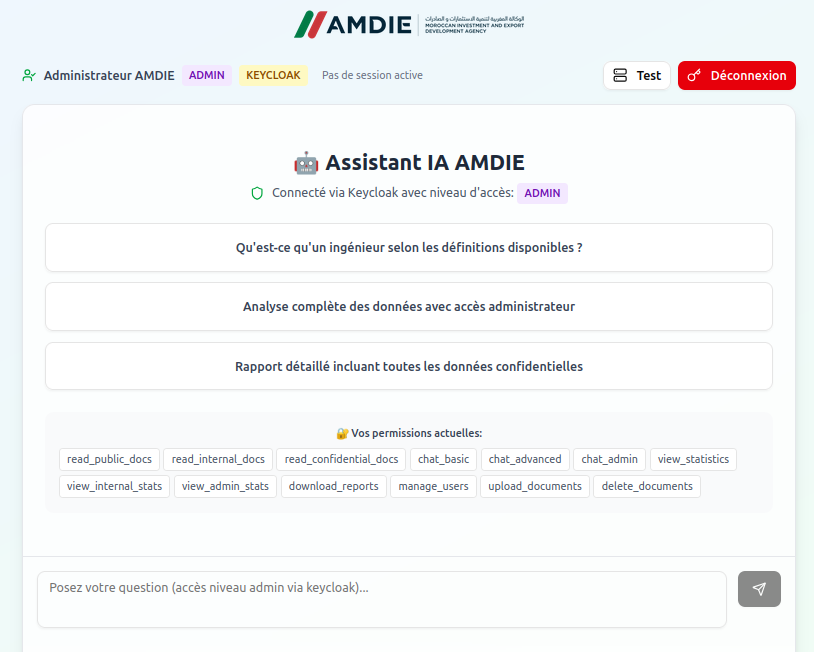 AMDIE
الوكالة المغربية لتنمية الاستثمارات و الصادرات
MOROCCAN INVESTMENT AND EXPORT
DEVELOPMENT AGENCY
Administrateur AMDIE ADMIN KEYCLOAK Pas de session active Test Déconnexion
Assistant IA AMDIE
Connecté via Keycloak avec niveau d'accès: ADMIN
Qu'est-ce qu'un ingénieur selon les définitions disponibles ?
Analyse complète des données avec accès administrateur
Rapport détaillé incluant toutes les données confidentielles
Vos permissions actuelles:
read_public_docs read_internal_docs read_confidential_docs chat_basic chat_advanced chat_admin view_statistics
view_internal_stats view_admin_stats download_reports manage_users upload_documents delete_documents
Posez votre question (accès niveau admin via keycloak)...